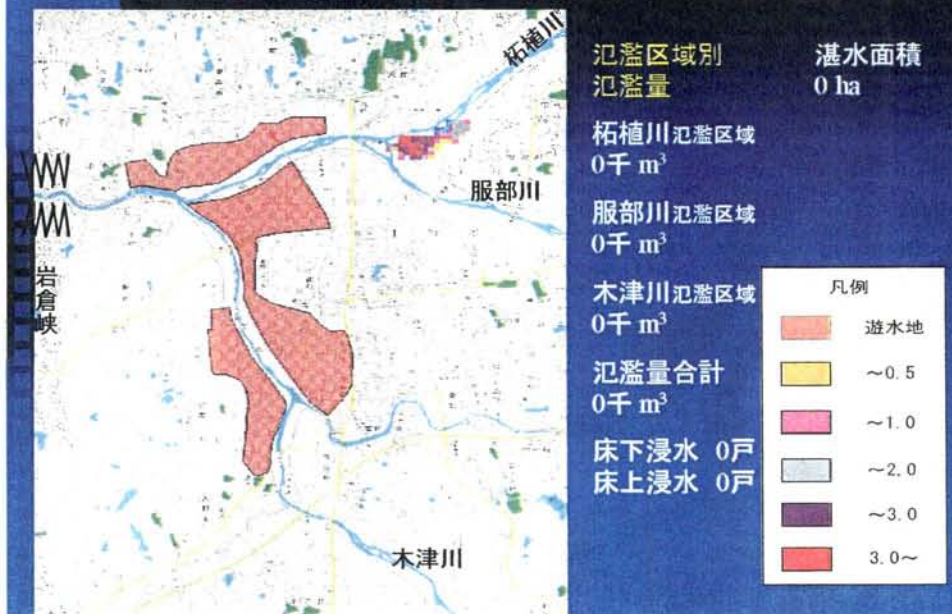 柘植川
服部川
岩倉峡
木津川
氾濫区域別
氾濫量
湛水面積
0 ha
柘植川氾濫区域
0千 m³
服部川氾濫区域
0千 m³
木津川氾濫区域
0千 m³
氾濫量合計
0千 m³
床下浸水 0戸
床上浸水 0戸
凡例
遊水地
~0.5
~1.0
~2.0
~3.0
3.0~